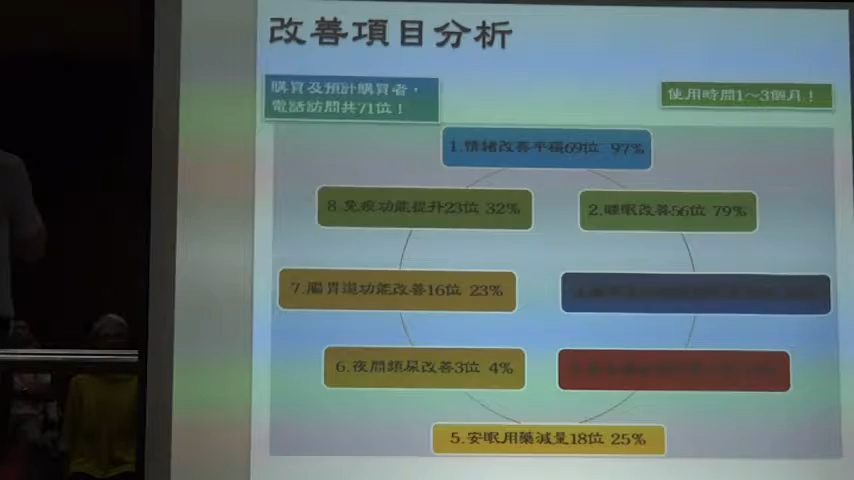 改善項目分析
購買及預計購買者，
電話訪問共71位！
使用時間1～3個月！
1.情緒改善平穩69位 97%
8.免疫功能提升23位 32%
2.睡眠改善56位 79%
7.腸胃道功能改善16位 23%
6.夜間頻尿改善3位 4%
5.安眠用藥減量18位 25%